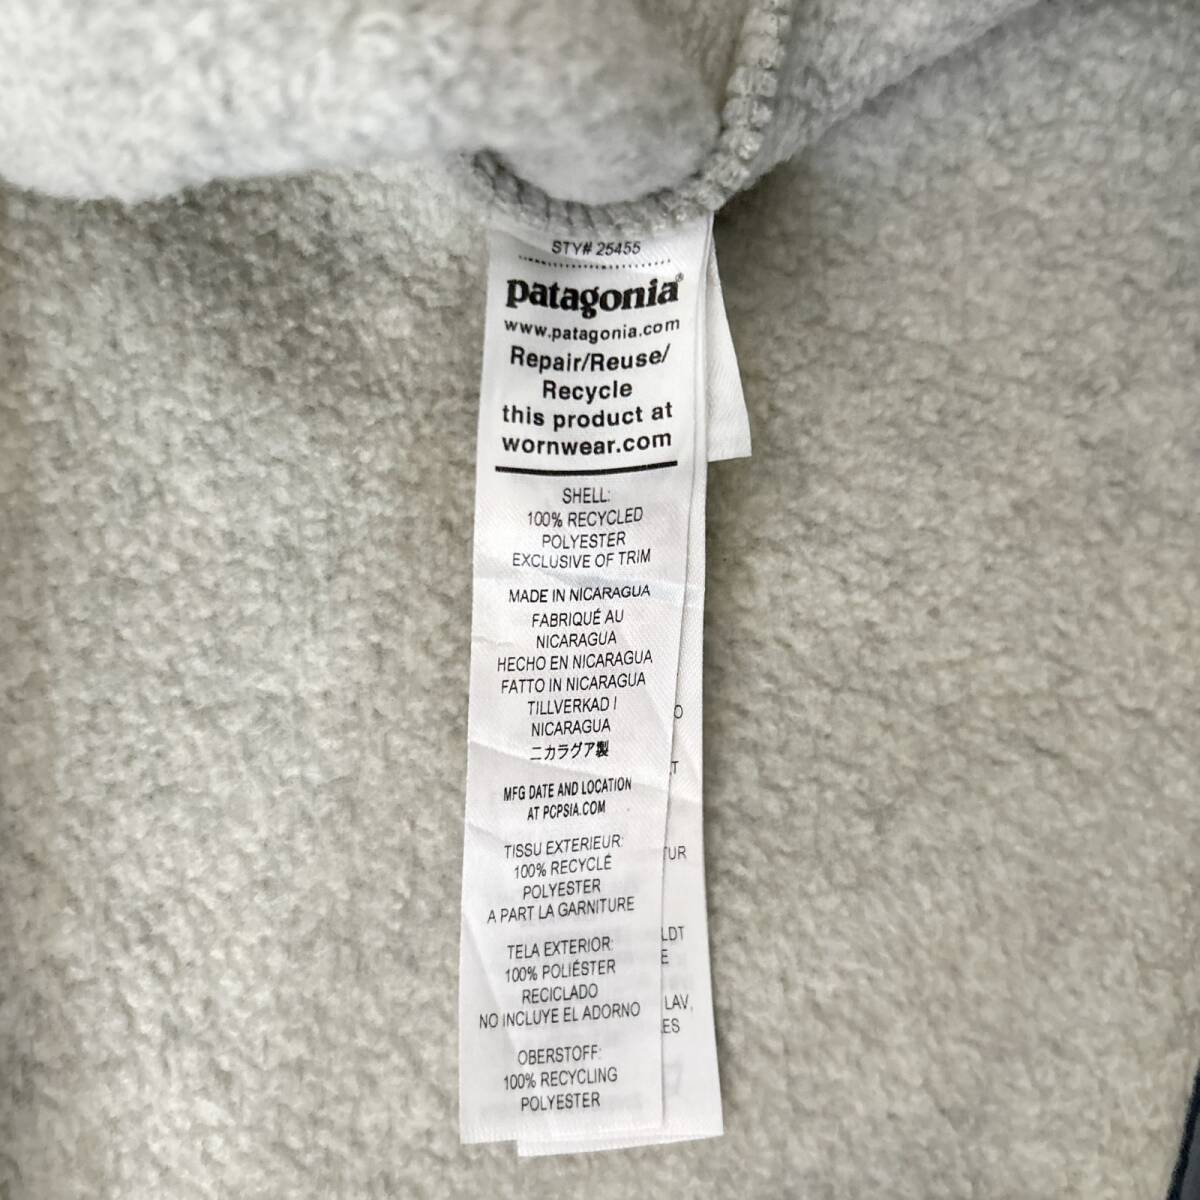 STY# 25455
patagonia®
www.patagonia.com
Repair/Reuse/
Recycle
this product at
wornwear.com
SHELL:
100% RECYCLED
POLYESTER
EXCLUSIVE OF TRIM
MADE IN NICARAGUA
FABRIQUÉ AU
NICARAGUA
HECHO EN NICARAGUA
FATTO IN NICARAGUA
TILLVERKAD I
NICARAGUA
ニカラグア製
MFG DATE AND LOCATION
AT PCPSIA.COM
TISSU EXTERIEUR:
100% RECYCLÉ
POLYESTER
A PART LA GARNITURE
TELA EXTERIOR:
100% POLIÉSTER
RECICLADO
NO INCLUYE EL ADORNO
OBERSTOFF:
100% RECYCLING
POLYESTER
LAV,